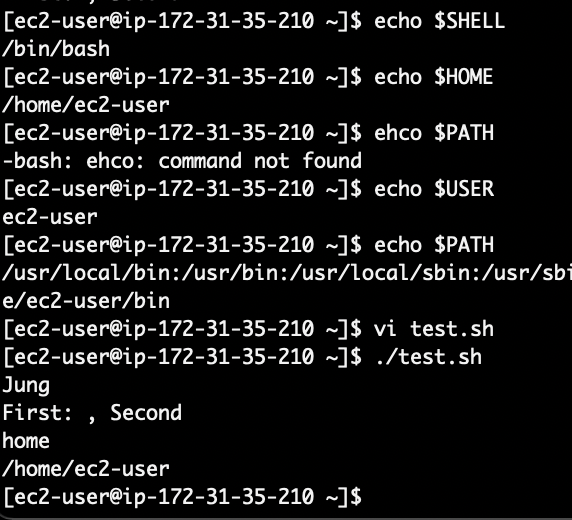 [ec2-user@ip-172-31-35-210 ~]$ echo $SHELL
/bin/bash
[ec2-user@ip-172-31-35-210 ~]$ echo $HOME
/home/ec2-user
[ec2-user@ip-172-31-35-210 ~]$ ehco $PATH
-bash: ehco: command not found
[ec2-user@ip-172-31-35-210 ~]$ echo $USER
ec2-user
[ec2-user@ip-172-31-35-210 ~]$ echo $PATH
/usr/local/bin:/usr/bin:/usr/local/sbin:/usr/sbi
e/ec2-user/bin
[ec2-user@ip-172-31-35-210 ~]$ vi test.sh
[ec2-user@ip-172-31-35-210 ~]$ ./test.sh
Jung
First: , Second
home
/home/ec2-user
[ec2-user@ip-172-31-35-210 ~]$